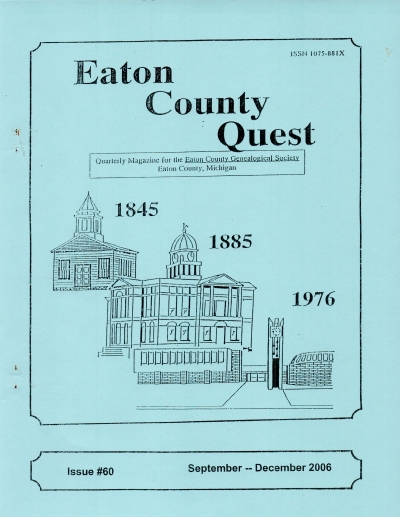 ISSN 1075-881X
Eaton
County
Quest
Quarterly Magazine for the Eaton County Genealogical Society
Eaton County, Michigan
1845
1885
1976
Issue #60
September -- December 2006